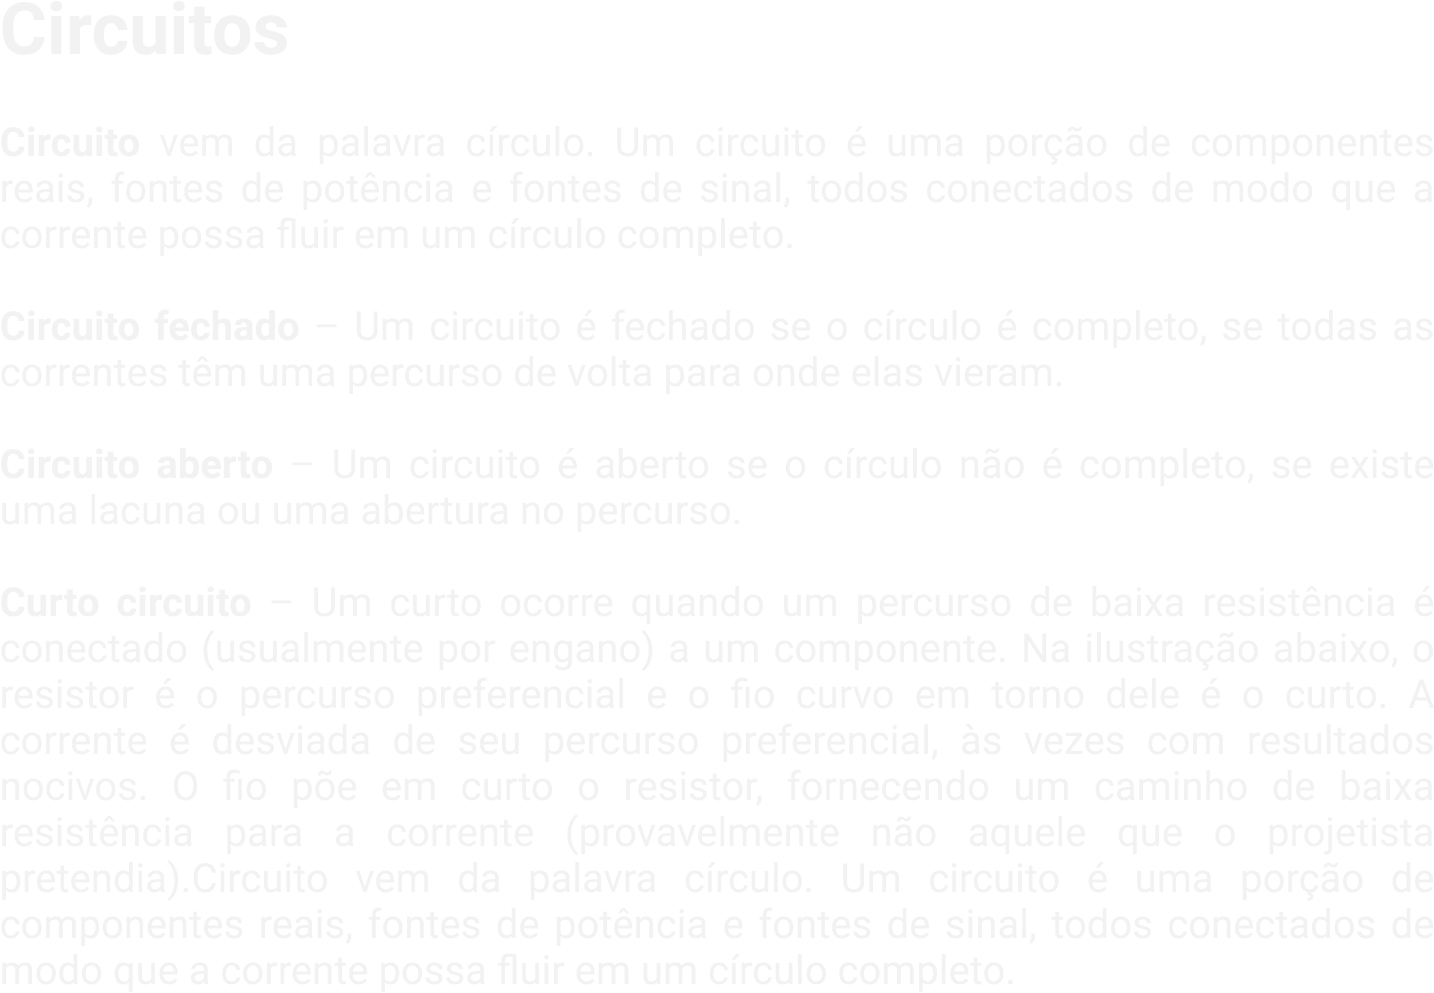 Circuitos
Circuito vem da palavra círculo. Um circuito é uma porção de componentes
reais, fontes de potência e fontes de sinal, todos conectados de modo que a
corrente possa fluir em um círculo completo.
Circuito fechado – Um circuito é fechado se o círculo é completo, se todas as
correntes têm uma percurso de volta para onde elas vieram.
Circuito aberto – Um circuito é aberto se o círculo não é completo, se existe
uma lacuna ou uma abertura no percurso.
Curto circuito – Um curto ocorre quando um percurso de baixa resistência é
conectado (usualmente por engano) a um componente. Na ilustração abaixo, o
resistor é o percurso preferencial e o fio curvo em torno dele é o curto. A
corrente é desviada de seu percurso preferencial, às vezes com resultados
nocivos. O fio põe em curto o resistor, fornecendo um caminho de baixa
resistência para a corrente (provavelmente não aquele que o projetista
pretendia).Circuito vem da palavra círculo. Um circuito é uma porção de
componentes reais, fontes de potência e fontes de sinal, todos conectados de
modo que a corrente possa fluir em um círculo completo.